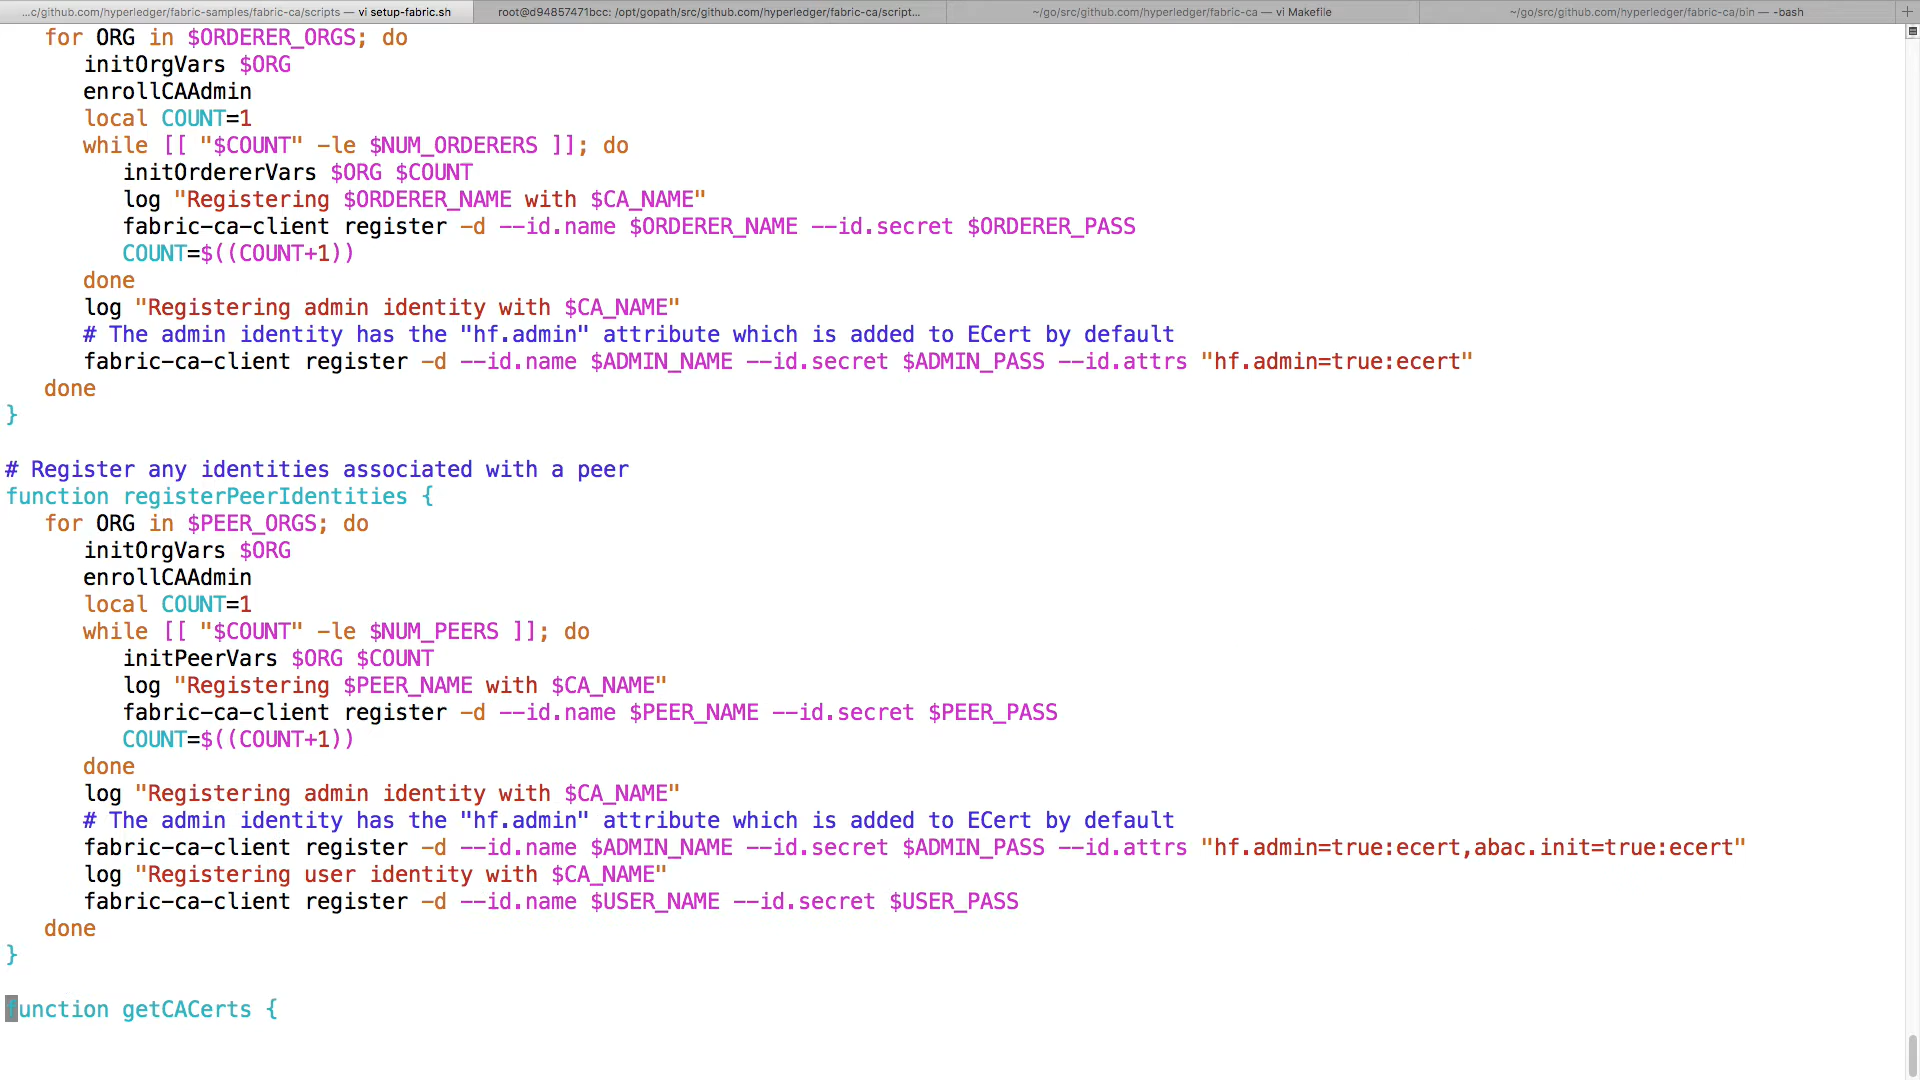 ...c/github.com/hyperledger/fabric-samples/fabric-ca/scripts — vi setup-fabric.sh
root@d94857471bcc: /opt/gopath/src/github.com/hyperledger/fabric-ca/script...
~/go/src/github.com/hyperledger/fabric-ca — vi Makefile
~/go/src/github.com/hyperledger/fabric-ca/bin — -bash
+
   for ORG in $ORDERER_ORGS; do
      initOrgVars $ORG
      enrollCAAdmin
      local COUNT=1
      while [[ "$COUNT" -le $NUM_ORDERERS ]]; do
         initOrdererVars $ORG $COUNT
         log "Registering $ORDERER_NAME with $CA_NAME"
         fabric-ca-client register -d --id.name $ORDERER_NAME --id.secret $ORDERER_PASS
         COUNT=$((COUNT+1))
      done
      log "Registering admin identity with $CA_NAME"
      # The admin identity has the "hf.admin" attribute which is added to ECert by default
      fabric-ca-client register -d --id.name $ADMIN_NAME --id.secret $ADMIN_PASS --id.attrs "hf.admin=true:ecert"
   done
}

# Register any identities associated with a peer
function registerPeerIdentities {
   for ORG in $PEER_ORGS; do
      initOrgVars $ORG
      enrollCAAdmin
      local COUNT=1
      while [[ "$COUNT" -le $NUM_PEERS ]]; do
         initPeerVars $ORG $COUNT
         log "Registering $PEER_NAME with $CA_NAME"
         fabric-ca-client register -d --id.name $PEER_NAME --id.secret $PEER_PASS
         COUNT=$((COUNT+1))
      done
      log "Registering admin identity with $CA_NAME"
      # The admin identity has the "hf.admin" attribute which is added to ECert by default
      fabric-ca-client register -d --id.name $ADMIN_NAME --id.secret $ADMIN_PASS --id.attrs "hf.admin=true:ecert,abac.init=true:ecert"
      log "Registering user identity with $CA_NAME"
      fabric-ca-client register -d --id.name $USER_NAME --id.secret $USER_PASS
   done
}

function getCACerts {